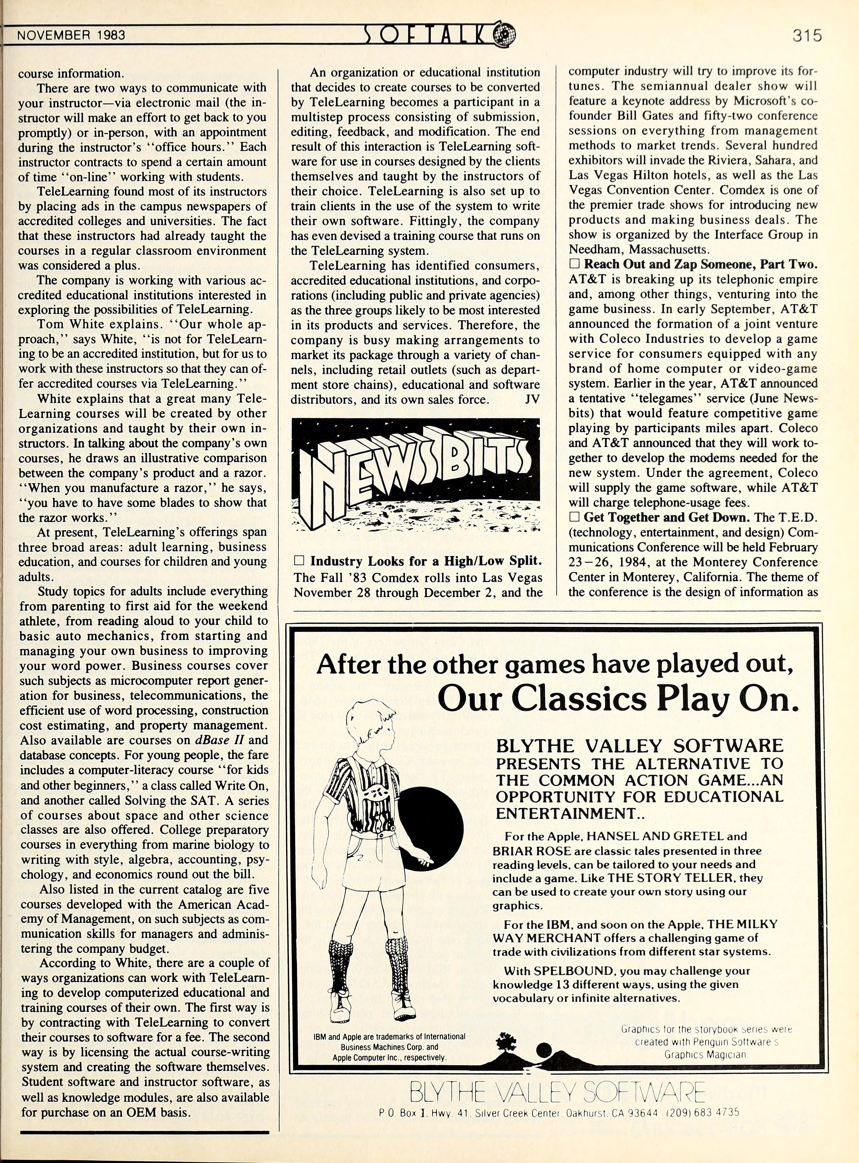 NOVEMBER 1983
SOFTALK
315
course information.
There are two ways to communicate with
your instructor—via electronic mail (the in-
structor will make an effort to get back to you
promptly) or in-person, with an appointment
during the instructor's "office hours." Each
instructor contracts to spend a certain amount
of time "on-line" working with students.
TeleLearning found most of its instructors
by placing ads in the campus newspapers of
accredited colleges and universities. The fact
that these instructors had already taught the
courses in a regular classroom environment
was considered a plus.
The company is working with various ac-
credited educational institutions interested in
exploring the possibilities of TeleLearning.
Tom White explains. "Our whole ap-
proach," says White, "is not for TeleLearn-
ing to be an accredited institution, but for us to
work with these instructors so that they can of-
fer accredited courses via TeleLearning."
White explains that a great many Tele-
Learning courses will be created by other
organizations and taught by their own in-
structors. In talking about the company's own
courses, he draws an illustrative comparison
between the company's product and a razor.
"When you manufacture a razor," he says,
"you have to have some blades to show that
the razor works."
At present, TeleLearning's offerings span
three broad areas: adult learning, business
education, and courses for children and young
adults.
Study topics for adults include everything
from parenting to first aid for the weekend
athlete, from reading aloud to your child to
basic auto mechanics, from starting and
managing your own business to improving
your word power. Business courses cover
such subjects as microcomputer report gener-
ation for business, telecommunications, the
efficient use of word processing, construction
cost estimating, and property management.
Also available are courses on dBase II and
database concepts. For young people, the fare
includes a computer-literacy course "for kids
and other beginners," a class called Write On,
and another called Solving the SAT. A series
of courses about space and other science
classes are also offered. College preparatory
courses in everything from marine biology to
writing with style, algebra, accounting, psy-
chology, and economics round out the bill.
Also listed in the current catalog are five
courses developed with the American Acad-
emy of Management, on such subjects as com-
munication skills for managers and adminis-
tering the company budget.
According to White, there are a couple of
ways organizations can work with TeleLearn-
ing to develop computerized educational and
training courses of their own. The first way is
by contracting with TeleLearning to convert
their courses to software for a fee. The second
way is by licensing the actual course-writing
system and creating the software themselves.
Student software and instructor software, as
well as knowledge modules, are also available
for purchase on an OEM basis.
An organization or educational institution
that decides to create courses to be converted
by TeleLearning becomes a participant in a
multistep process consisting of submission,
editing, feedback, and modification. The end
result of this interaction is TeleLearning soft-
ware for use in courses designed by the clients
themselves and taught by the instructors of
their choice. TeleLearning is also set up to
train clients in the use of the system to write
their own software. Fittingly, the company
has even devised a training course that runs on
the TeleLearning system.
TeleLearning has identified consumers,
accredited educational institutions, and corpo-
rations (including public and private agencies)
as the three groups likely to be most interested
in its products and services. Therefore, the
company is busy making arrangements to
market its package through a variety of chan-
nels, including retail outlets (such as depart-
ment store chains), educational and software
distributors, and its own sales force. JV
NEWSBITS
□ Industry Looks for a High/Low Split.
The Fall '83 Comdex rolls into Las Vegas
November 28 through December 2, and the
computer industry will try to improve its for-
tunes. The semiannual dealer show will
feature a keynote address by Microsoft's co-
founder Bill Gates and fifty-two conference
sessions on everything from management
methods to market trends. Several hundred
exhibitors will invade the Riviera, Sahara, and
Las Vegas Hilton hotels, as well as the Las
Vegas Convention Center. Comdex is one of
the premier trade shows for introducing new
products and making business deals. The
show is organized by the Interface Group in
Needham, Massachusetts.
□ Reach Out and Zap Someone, Part Two.
AT&T is breaking up its telephonic empire
and, among other things, venturing into the
game business. In early September, AT&T
announced the formation of a joint venture
with Coleco Industries to develop a game
service for consumers equipped with any
brand of home computer or video-game
system. Earlier in the year, AT&T announced
a tentative "telegames" service (June News-
bits) that would feature competitive game
playing by participants miles apart. Coleco
and AT&T announced that they will work to-
gether to develop the modems needed for the
new system. Under the agreement, Coleco
will supply the game software, while AT&T
will charge telephone-usage fees.
□ Get Together and Get Down. The T.E.D.
(technology, entertainment, and design) Com-
munications Conference will be held February
23-26, 1984, at the Monterey Conference
Center in Monterey, California. The theme of
the conference is the design of information as
After the other games have played out,
Our Classics Play On.
BLYTHE VALLEY SOFTWARE
PRESENTS THE ALTERNATIVE TO
THE COMMON ACTION GAME...AN
OPPORTUNITY FOR EDUCATIONAL
ENTERTAINMENT..
For the Apple, HANSEL AND GRETEL and
BRIAR ROSE are classic tales presented in three
reading levels, can be tailored to your needs and
include a game. Like THE STORY TELLER, they
can be used to create your own story using our
graphics.
For the IBM, and soon on the Apple, THE MILKY
WAY MERCHANT offers a challenging game of
trade with civilizations from different star systems.
With SPELBOUND, you may challenge your
knowledge 13 different ways, using the given
vocabulary or infinite alternatives.
IBM and Apple are trademarks of International
Business Machines Corp. and
Apple Computer Inc., respectively.
Graphics for the storybook series were
created with Penguin Software's
Graphics Magician
BLYTHE VALLEY SOFTWARE
P.O. Box 1, Hwy. 41, Silver Creek Center, Oakhurst, CA 93644 (209) 683-4735